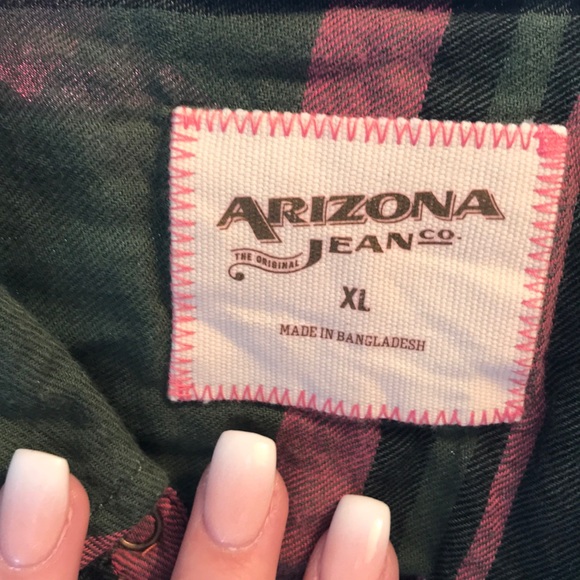 ARIZONA
THE ORIGINAL JEAN CO.
XL
MADE IN BANGLADESH